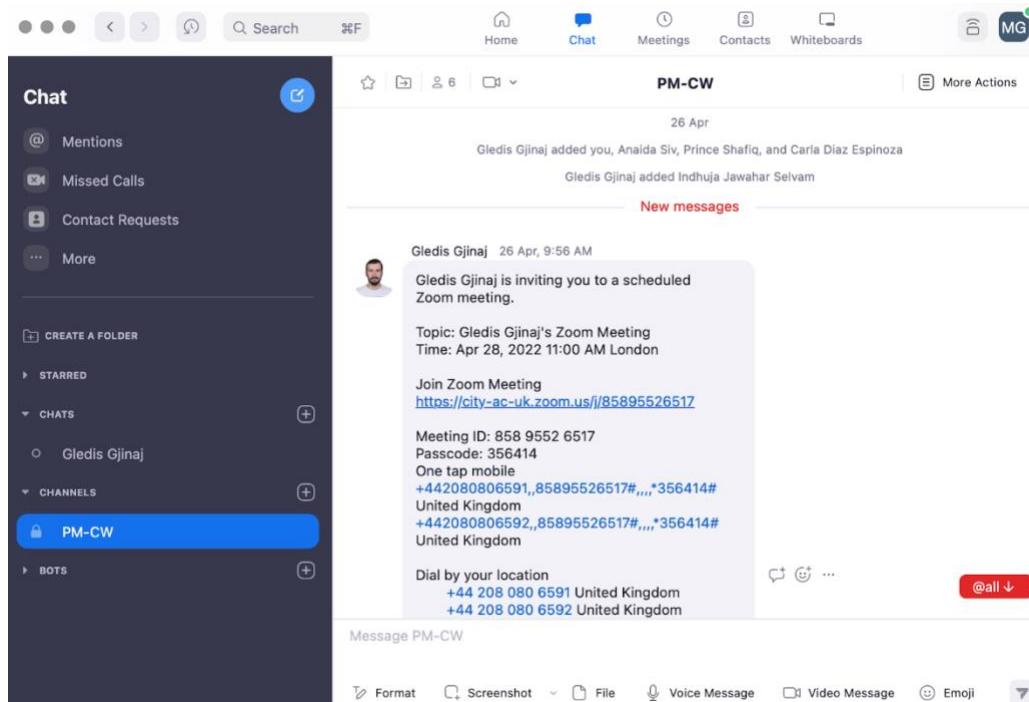 Search ⌘F
Home
Chat
Meetings
Contacts
Whiteboards
MG
Chat
Mentions
Missed Calls
Contact Requests
More
CREATE A FOLDER
STARRED
CHATS
Gledis Gjinaj
CHANNELS
PM-CW
BOTS
6
PM-CW
More Actions
26 Apr
Gledis Gjinaj added you, Anaida Siv, Prince Shafiq, and Carla Diaz Espinoza
Gledis Gjinaj added Indhuja Jawahar Selvam
New messages
Gledis Gjinaj 26 Apr, 9:56 AM
Gledis Gjinaj is inviting you to a scheduled
Zoom meeting.
Topic: Gledis Gjinaj's Zoom Meeting
Time: Apr 28, 2022 11:00 AM London
Join Zoom Meeting
https://city-ac-uk.zoom.us/j/85895526517
Meeting ID: 858 9552 6517
Passcode: 356414
One tap mobile
+442080806591,,85895526517#,,,,*356414#
United Kingdom
+442080806592,,85895526517#,,,,*356414#
United Kingdom
Dial by your location
+44 208 080 6591 United Kingdom
+44 208 080 6592 United Kingdom
@all ↓
Message PM-CW
Format
Screenshot
File
Voice Message
Video Message
Emoji